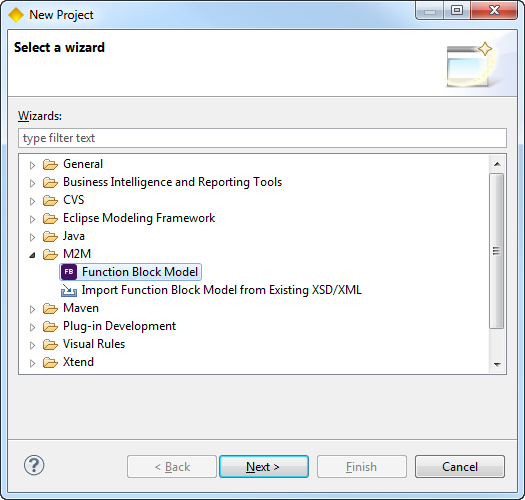 New Project
Select a wizard
Wizards:
type filter text
General
Business Intelligence and Reporting Tools
CVS
Eclipse Modeling Framework
Java
M2M
FB Function Block Model
Import Function Block Model from Existing XSD/XML
Maven
Plug-in Development
Visual Rules
Xtend
?
< Back Next > Finish Cancel